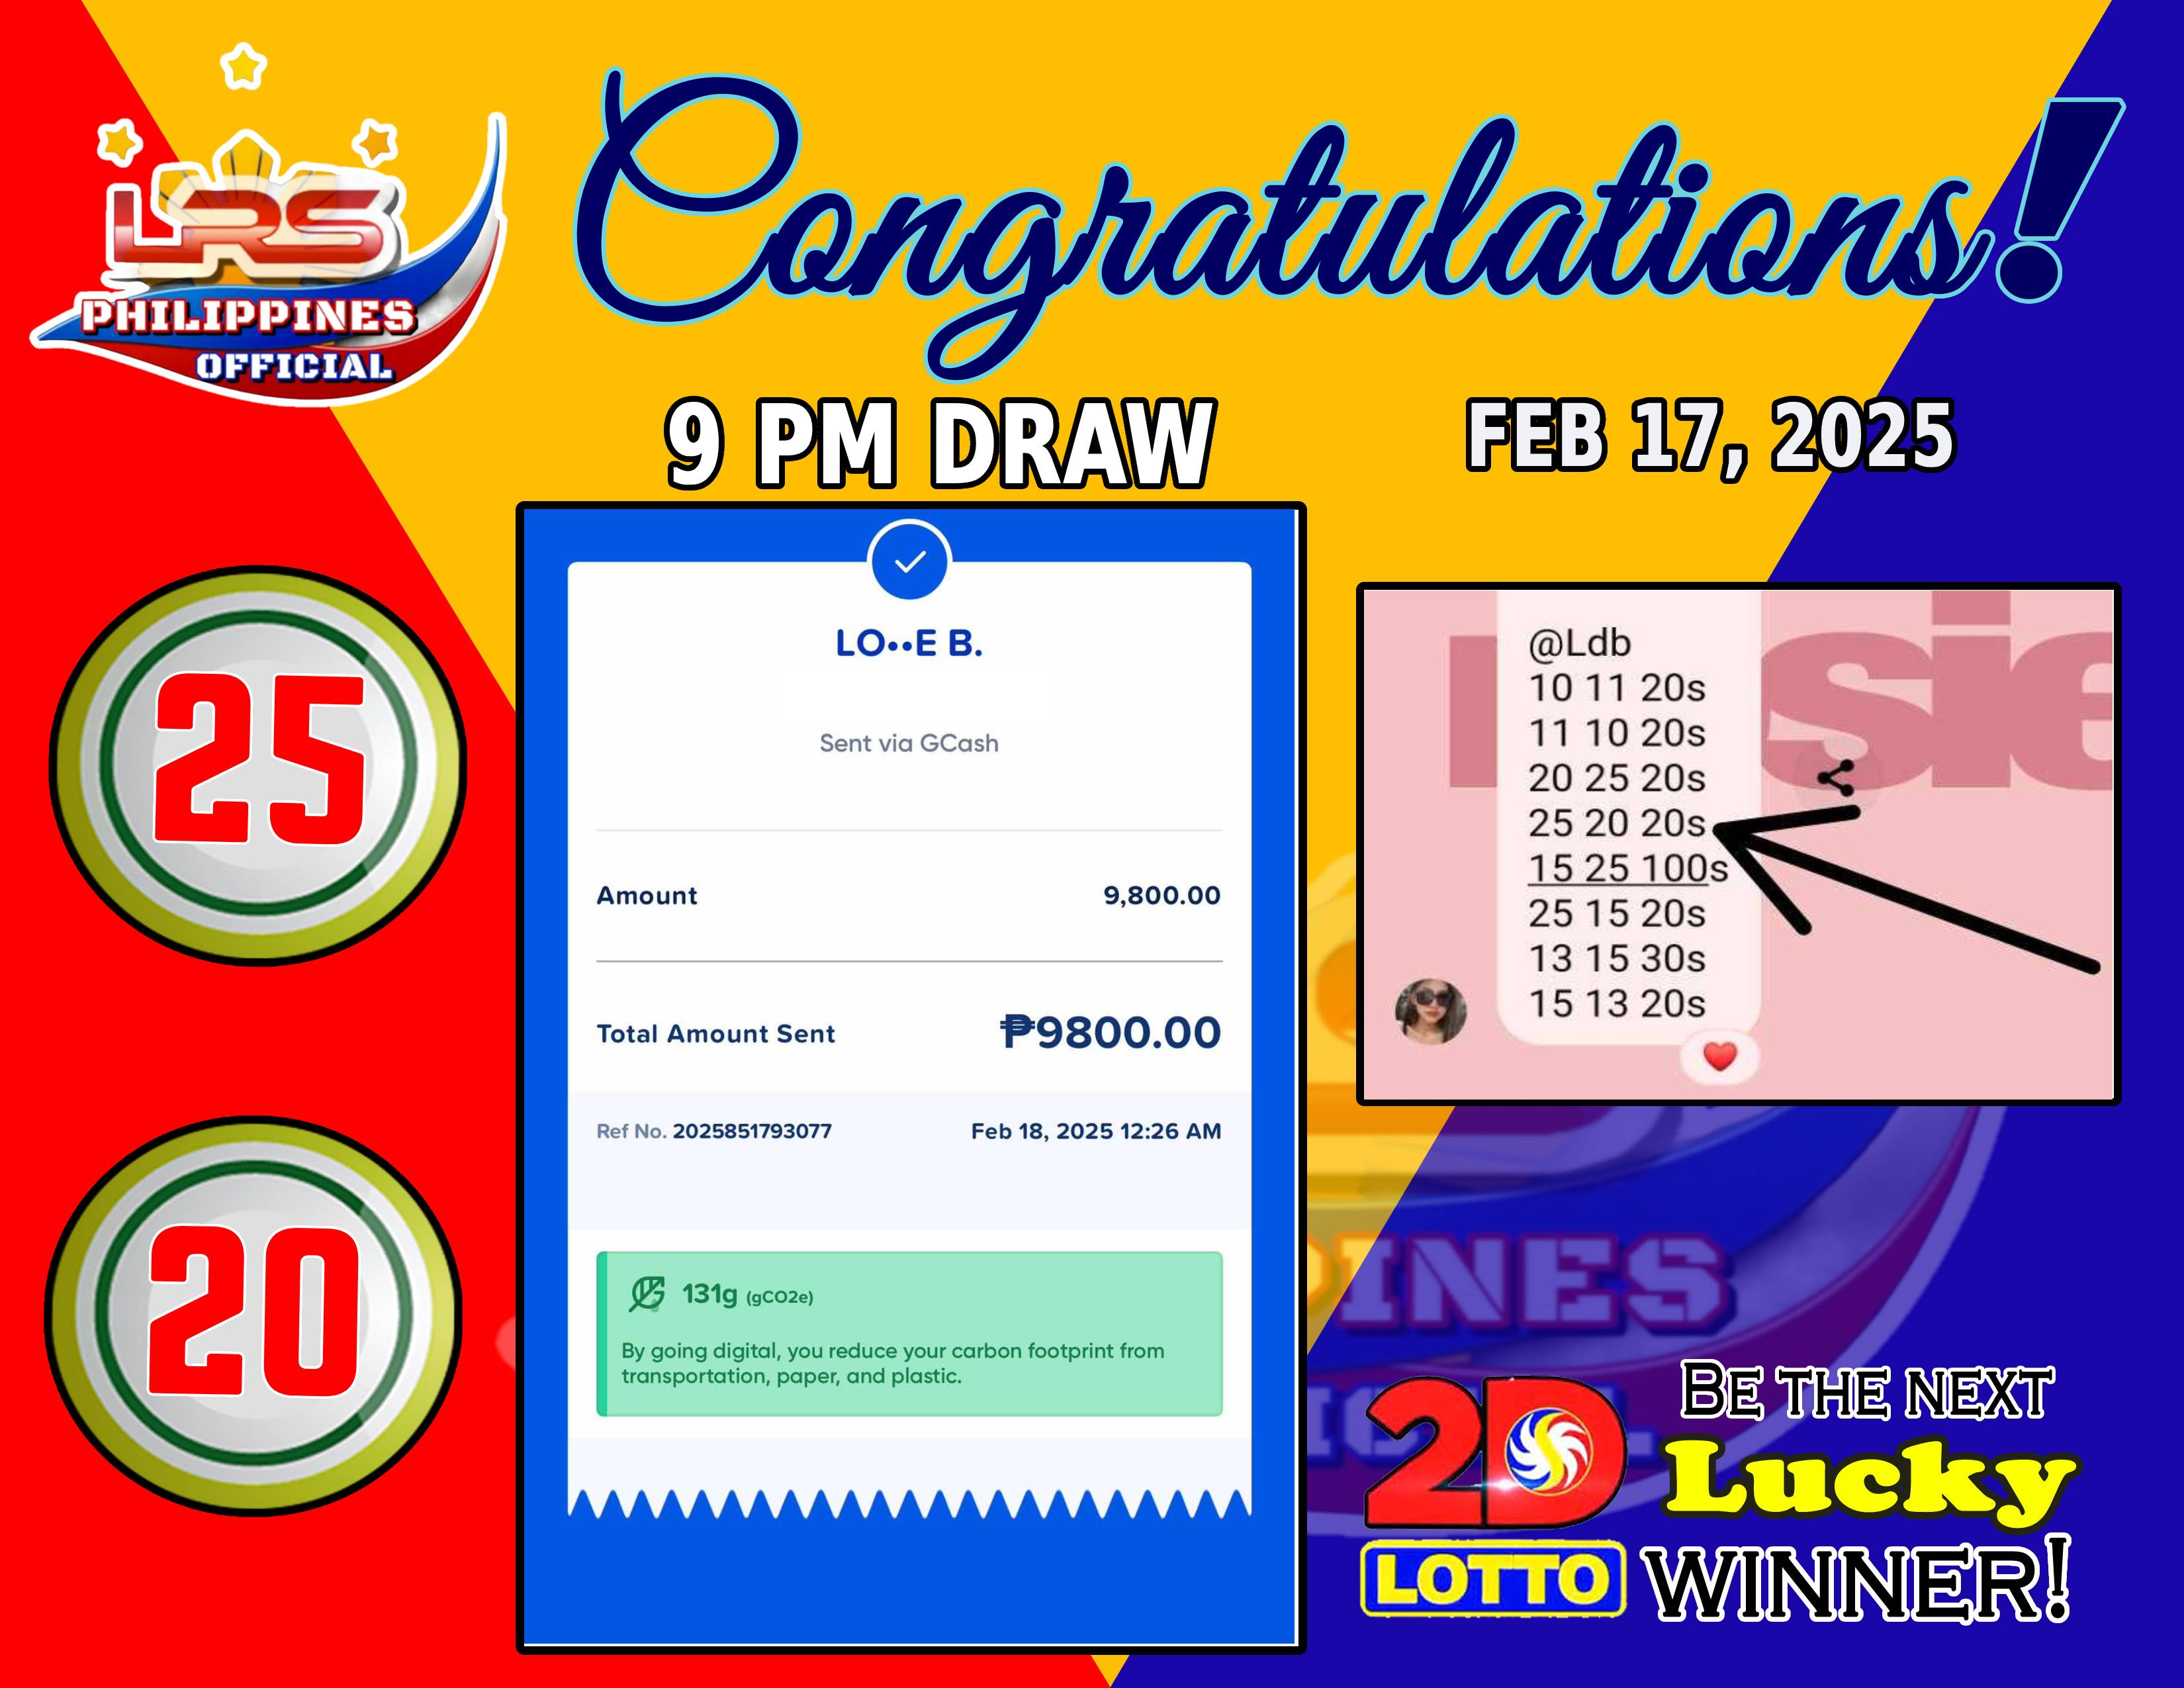 LRS
PHILIPPINES
OFFICIAL
Congratulations!
9 PM DRAW
FEB 17, 2025
25
20
LO••E B.
Sent via GCash
Amount 9,800.00
Total Amount Sent ₱9800.00
Ref No. 2025851793077 Feb 18, 2025 12:26 AM
131g (gCO2e)
By going digital, you reduce your carbon footprint from
transportation, paper, and plastic.
@Ldb
10 11 20s
11 10 20s
20 25 20s
25 20 20s
15 25 100s
25 15 20s
13 15 30s
15 13 20s
2D
LOTTO
BE THE NEXT
Lucky
WINNER!